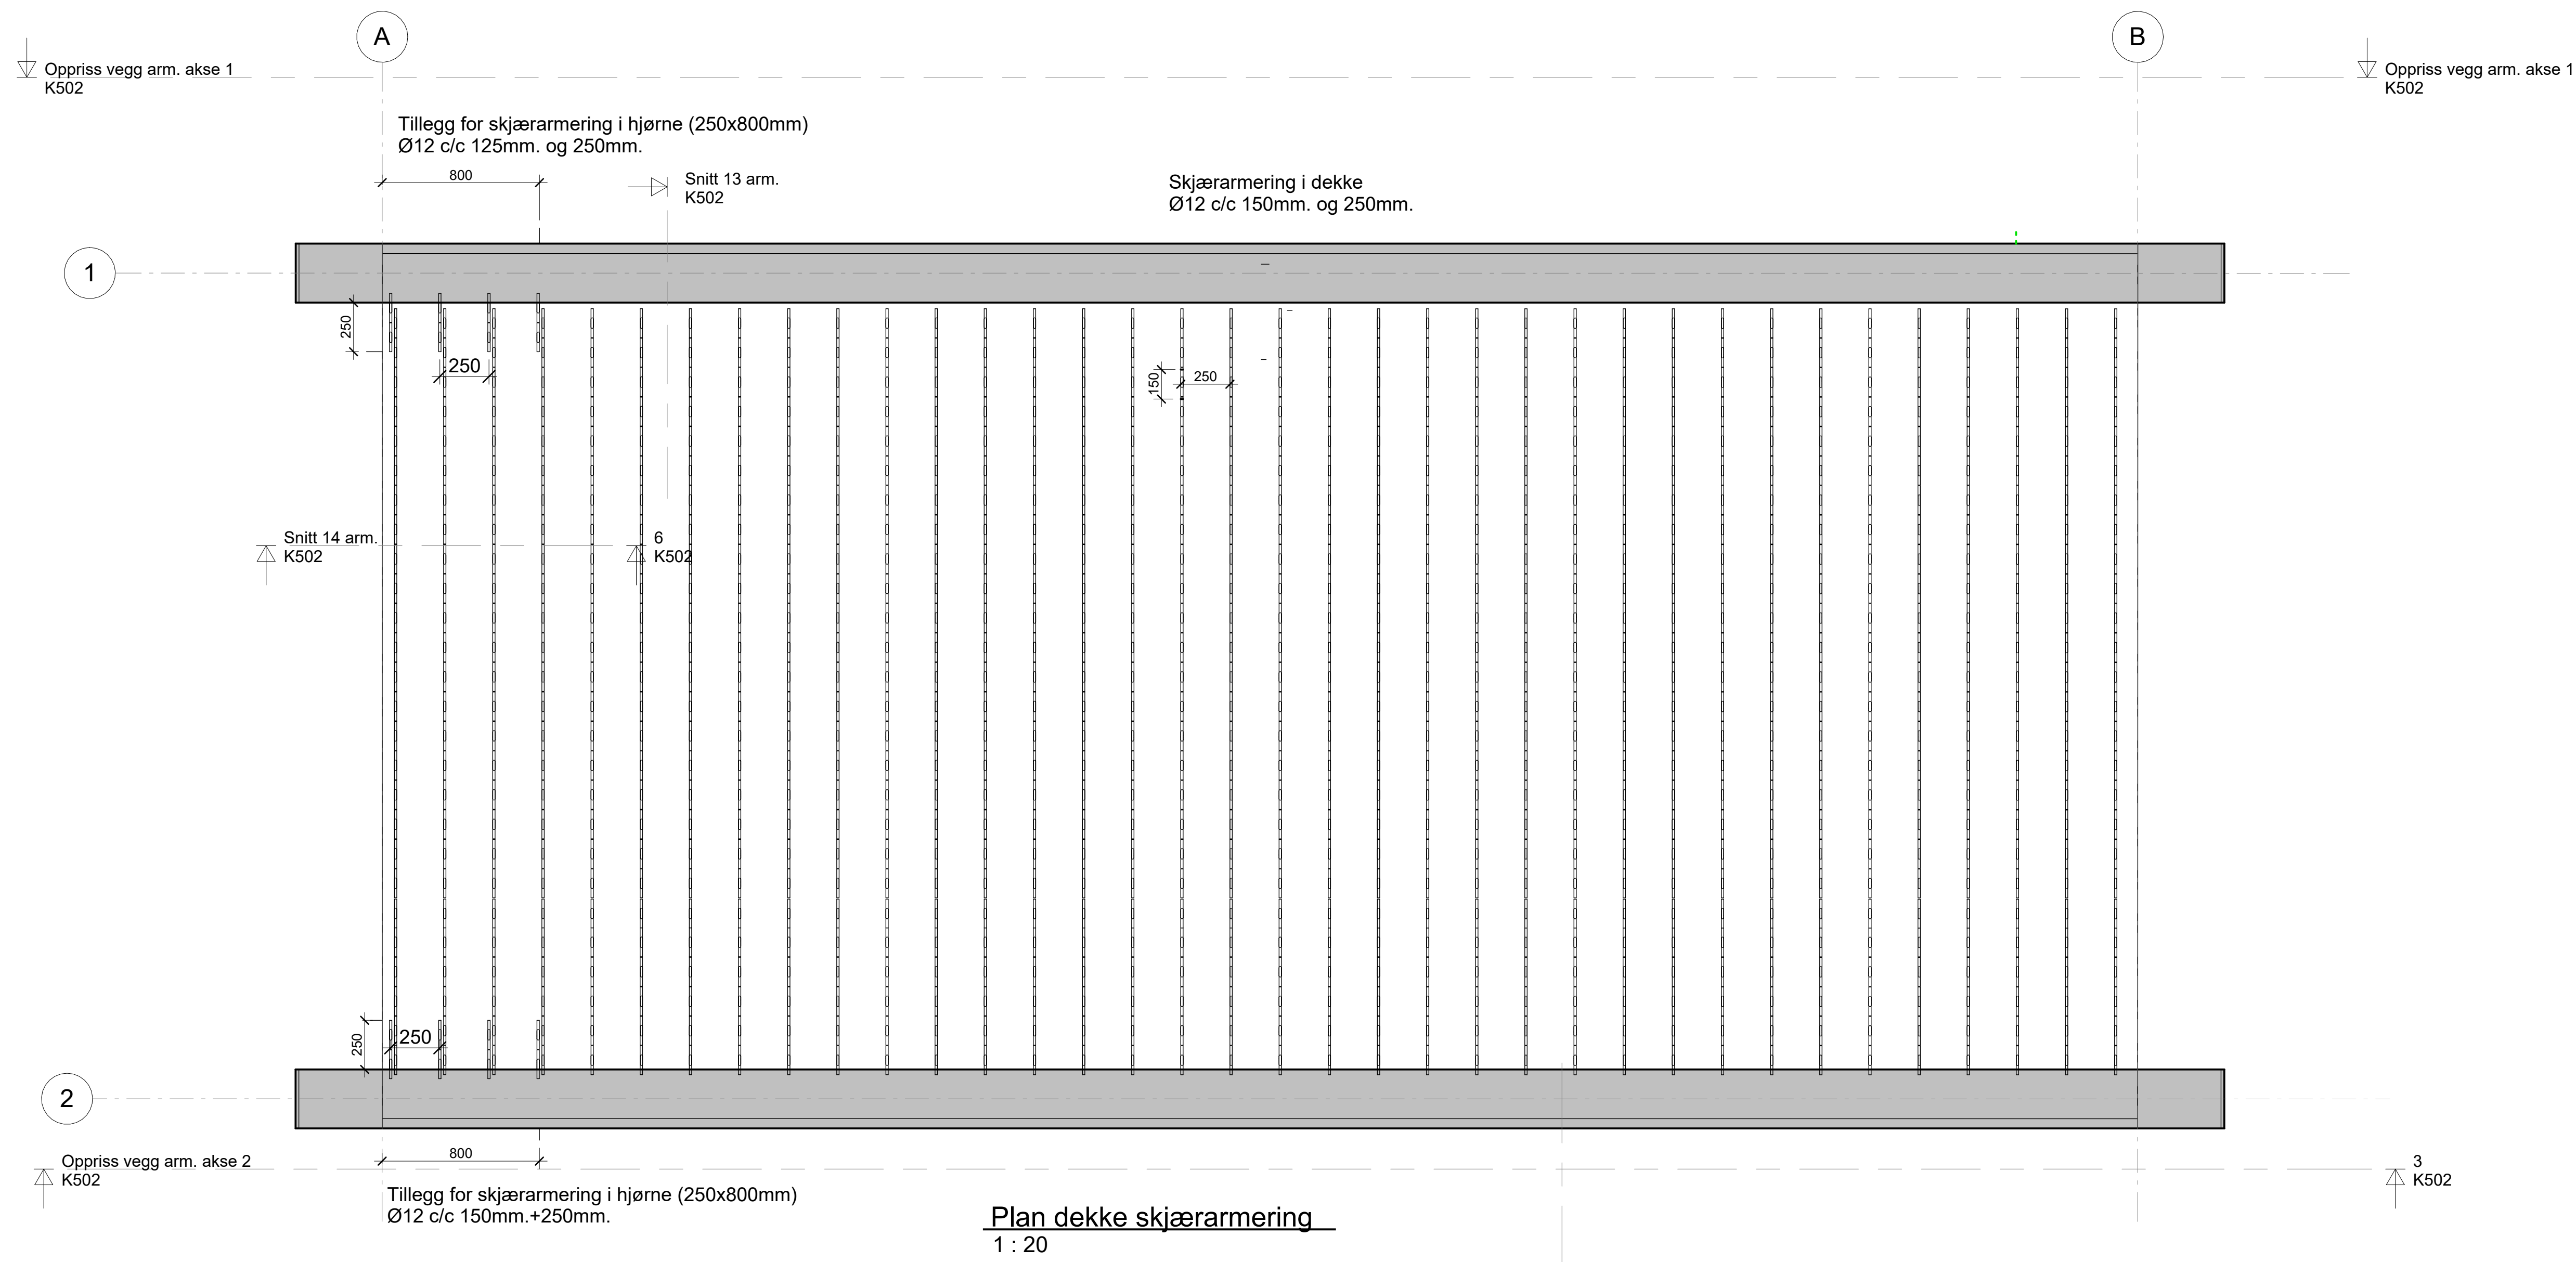 A
B
Oppriss vegg arm. akse 1
K502
Oppriss vegg arm. akse 1
K502
Tillegg for skjærarmering i hjørne (250x800mm)
Ø12 c/c 125mm. og 250mm.
800
Snitt 13 arm.
K502
Skjærarmering i dekke
Ø12 c/c 150mm. og 250mm.
1
250
250
150
250
Snitt 14 arm.
K502
6
K502
250
250
2
800
Oppriss vegg arm. akse 2
K502
3
K502
Tillegg for skjærarmering i hjørne (250x800mm)
Ø12 c/c 150mm.+250mm.
Plan dekke skjærarmering
1 : 20